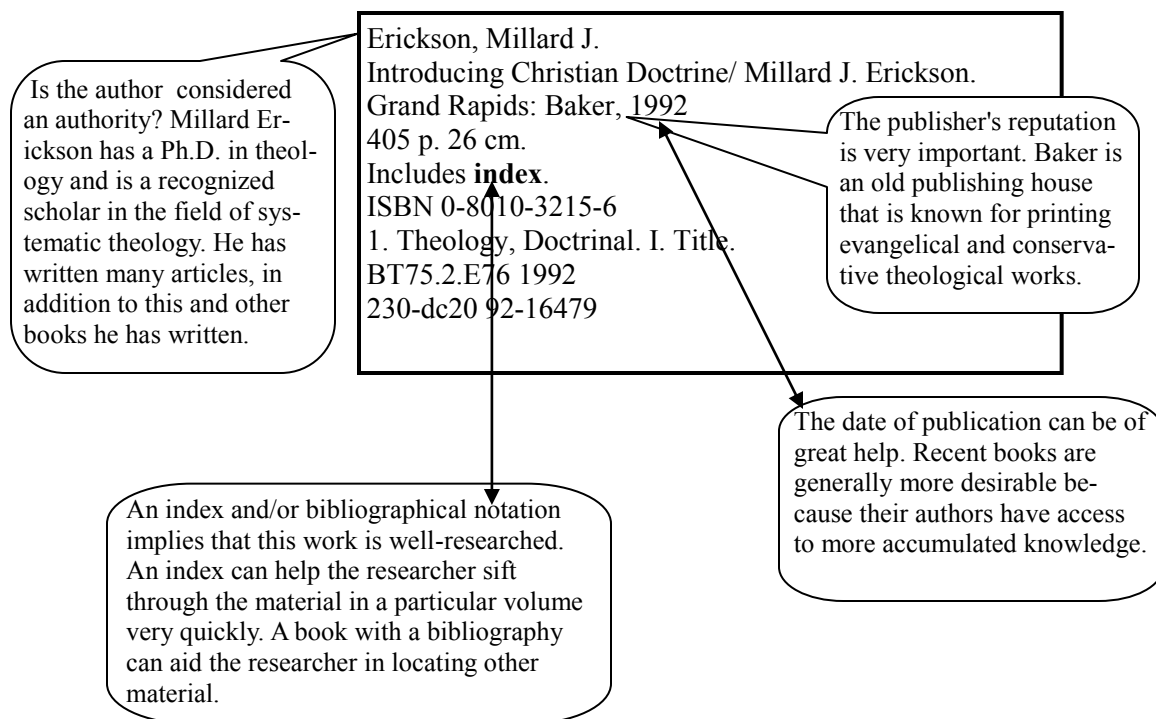 Erickson, Millard J.
Introducing Christian Doctrine/ Millard J. Erickson.
Grand Rapids: Baker, 1992
405 p. 26 cm.
Includes index.
ISBN 0-8010-3215-6
1. Theology, Doctrinal. I. Title.
BT75.2.E76 1992
230-dc20 92-16479
Is the author considered
an authority? Millard Er-
ickson has a Ph.D. in theol-
ogy and is a recognized
scholar in the field of sys-
tematic theology. He has
written many articles, in
addition to this and other
books he has written.
The publisher's reputation
is very important. Baker is
an old publishing house
that is known for printing
evangelical and conserva-
tive theological works.
The date of publication can be of
great help. Recent books are
generally more desirable be-
cause their authors have access
to more accumulated knowledge.
An index and/or bibliographical notation
implies that this work is well-researched.
An index can help the researcher sift
through the material in a particular volume
very quickly. A book with a bibliography
can aid the researcher in locating other
material.